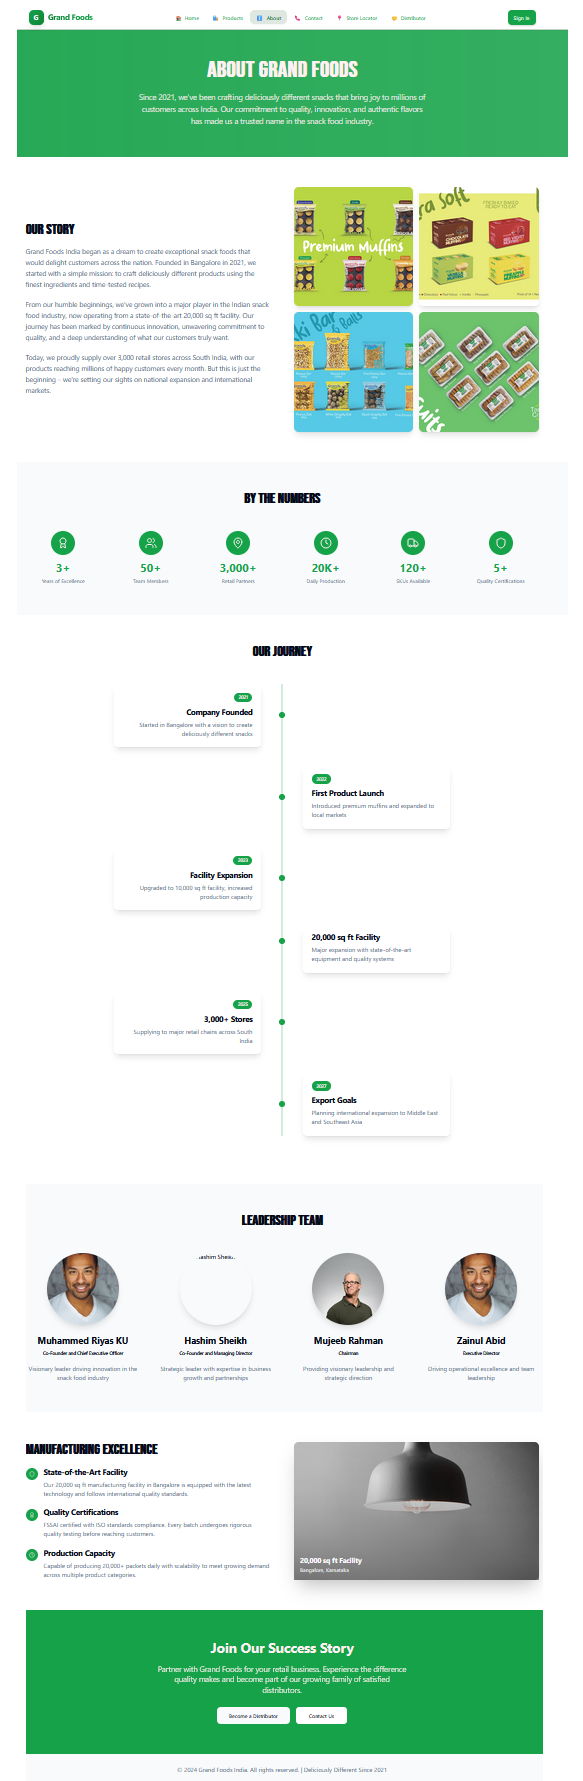 G Grand Foods
Home
Products
About
Contact
Store Locator
Distributor
Sign In
ABOUT GRAND FOODS
Since 2021, we've been crafting deliciously different snacks that bring joy to millions of
customers across India. Our commitment to quality, innovation, and authentic flavors
has made us a trusted name in the snack food industry.
OUR STORY
Grand Foods India began as a dream to create exceptional snack foods that
would delight customers across the nation. Founded in Bangalore in 2021, we
started with a simple mission: to craft deliciously different products using the
finest ingredients and time-tested recipes.
From our humble beginnings, we've grown into a major player in the Indian snack
food industry, now operating from a state-of-the-art 20,000 sq ft facility. Our
journey has been marked by continuous innovation, unwavering commitment to
quality, and a deep understanding of what our customers truly want.
Today, we proudly supply over 3,000 retail stores across South India, with our
products reaching millions of happy customers every month. But this is just the
beginning – we're setting our sights on national expansion and international
markets.
Premium Muffins
ra Soft
FRESHLY BAKED
READY TO EAT
ki Bar
Balls
uits
BY THE NUMBERS
3+
Years of Excellence
50+
Team Members
3,000+
Retail Partners
20K+
Daily Production
120+
SKUs Available
5+
Quality Certifications
OUR JOURNEY
2021
Company Founded
Started in Bangalore with a vision to create
deliciously different snacks
2022
First Product Launch
Introduced premium muffins and expanded to
local markets
2023
Facility Expansion
Upgraded to 10,000 sq ft facility, increased
production capacity
20,000 sq ft Facility
Major expansion with state-of-the-art
equipment and quality systems
2025
3,000+ Stores
Supplying to major retail chains across South
India
2027
Export Goals
Planning international expansion to Middle East
and Southeast Asia
LEADERSHIP TEAM
Muhammed Riyas KU
Co-Founder and Chief Executive Officer
Visionary leader driving innovation in the
snack food industry
Hashim Sheikh
Co-Founder and Managing Director
Strategic leader with expertise in business
growth and partnerships
Mujeeb Rahman
Chairman
Providing visionary leadership and
strategic direction
Zainul Abid
Executive Director
Driving operational excellence and team
leadership
MANUFACTURING EXCELLENCE
State-of-the-Art Facility
Our 20,000 sq ft manufacturing facility in Bangalore is equipped with the latest
technology and follows international quality standards.
Quality Certifications
FSSAI certified with ISO standards compliance. Every batch undergoes rigorous
quality testing before reaching customers.
Production Capacity
Capable of producing 20,000+ packets daily with scalability to meet growing demand
across multiple product categories.
20,000 sq ft Facility
Bangalore, Karnataka
Join Our Success Story
Partner with Grand Foods for your retail business. Experience the difference
quality makes and become part of our growing family of satisfied
distributors.
Become a Distributor
Contact Us
© 2024 Grand Foods India. All rights reserved. | Deliciously Different Since 2021